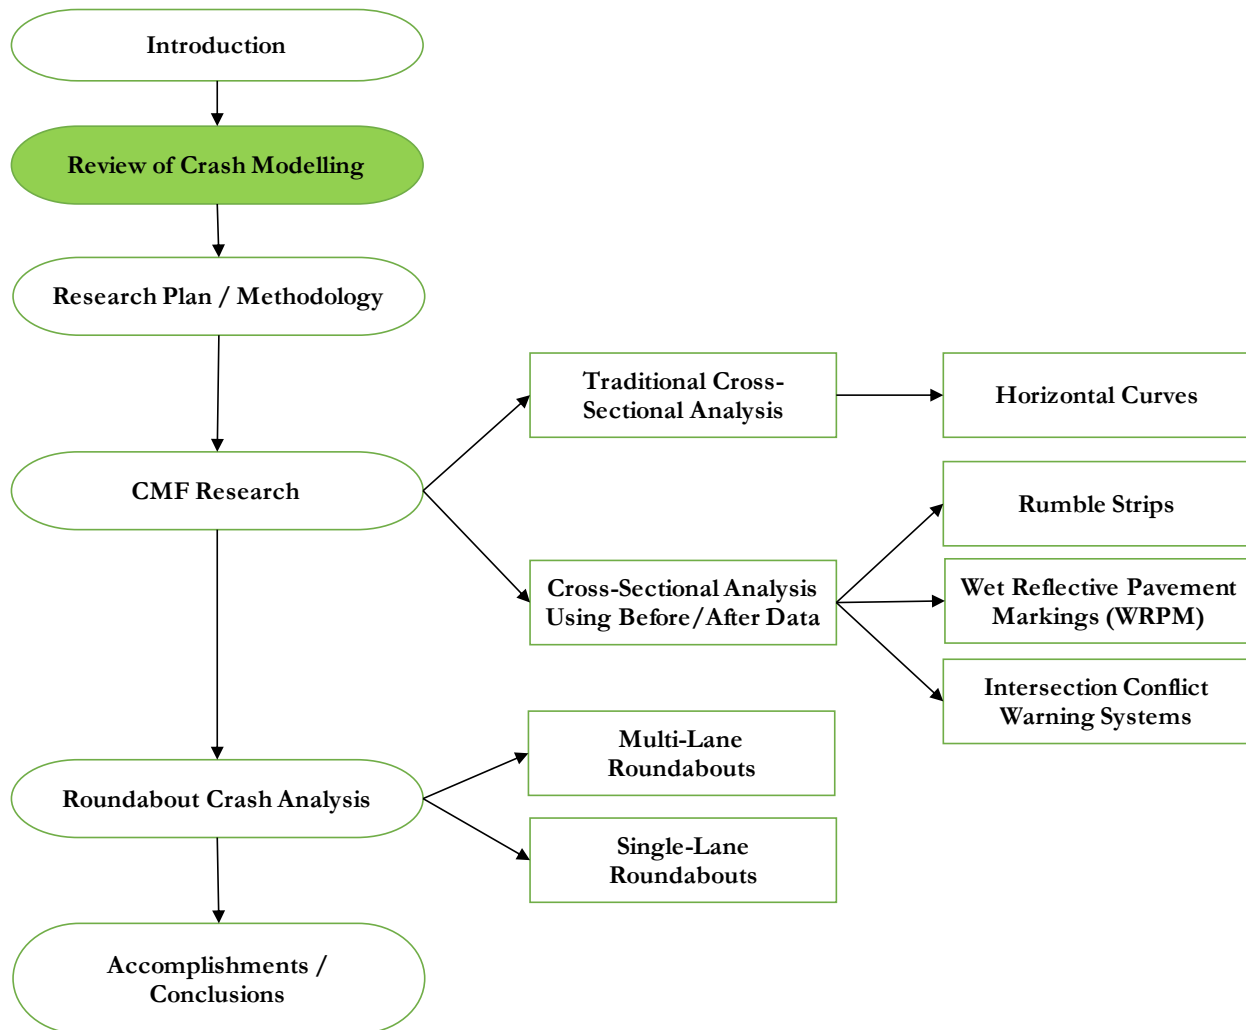 Introduction
Review of Crash Modelling
Research Plan / Methodology
Traditional Cross-
Sectional Analysis
Horizontal Curves
CMF Research
Rumble Strips
Cross-Sectional Analysis
Using Before/After Data
Wet Reflective Pavement
Markings (WRPM)
Intersection Conflict
Warning Systems
Multi-Lane
Roundabouts
Roundabout Crash Analysis
Single-Lane
Roundabouts
Accomplishments /
Conclusions